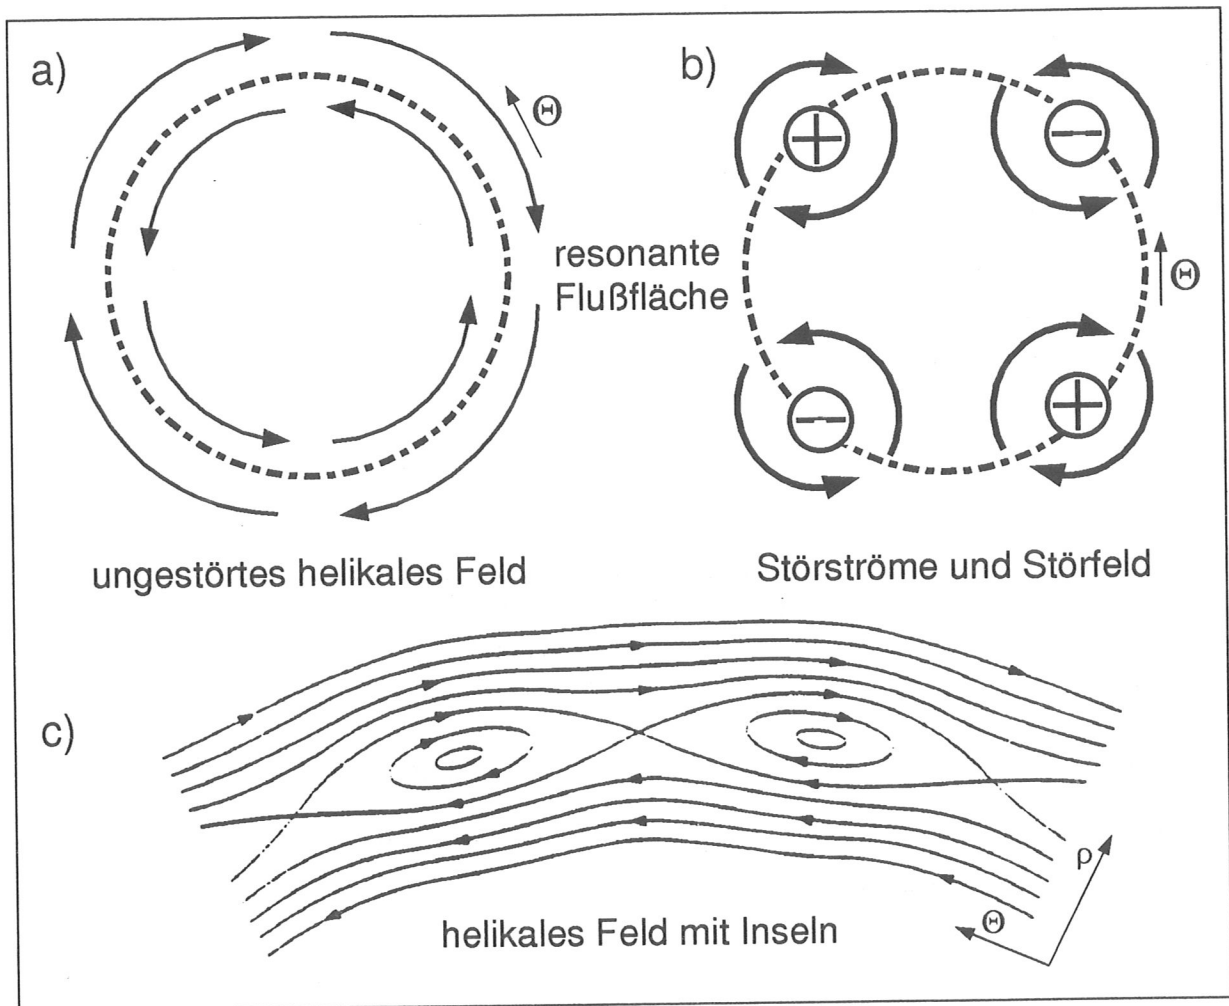 a)
Θ
b)
+
−
resonante
Flußfläche
Θ
−
+
ungestörtes helikales Feld
Störströme und Störfeld
c)
ρ
Θ
helikales Feld mit Inseln